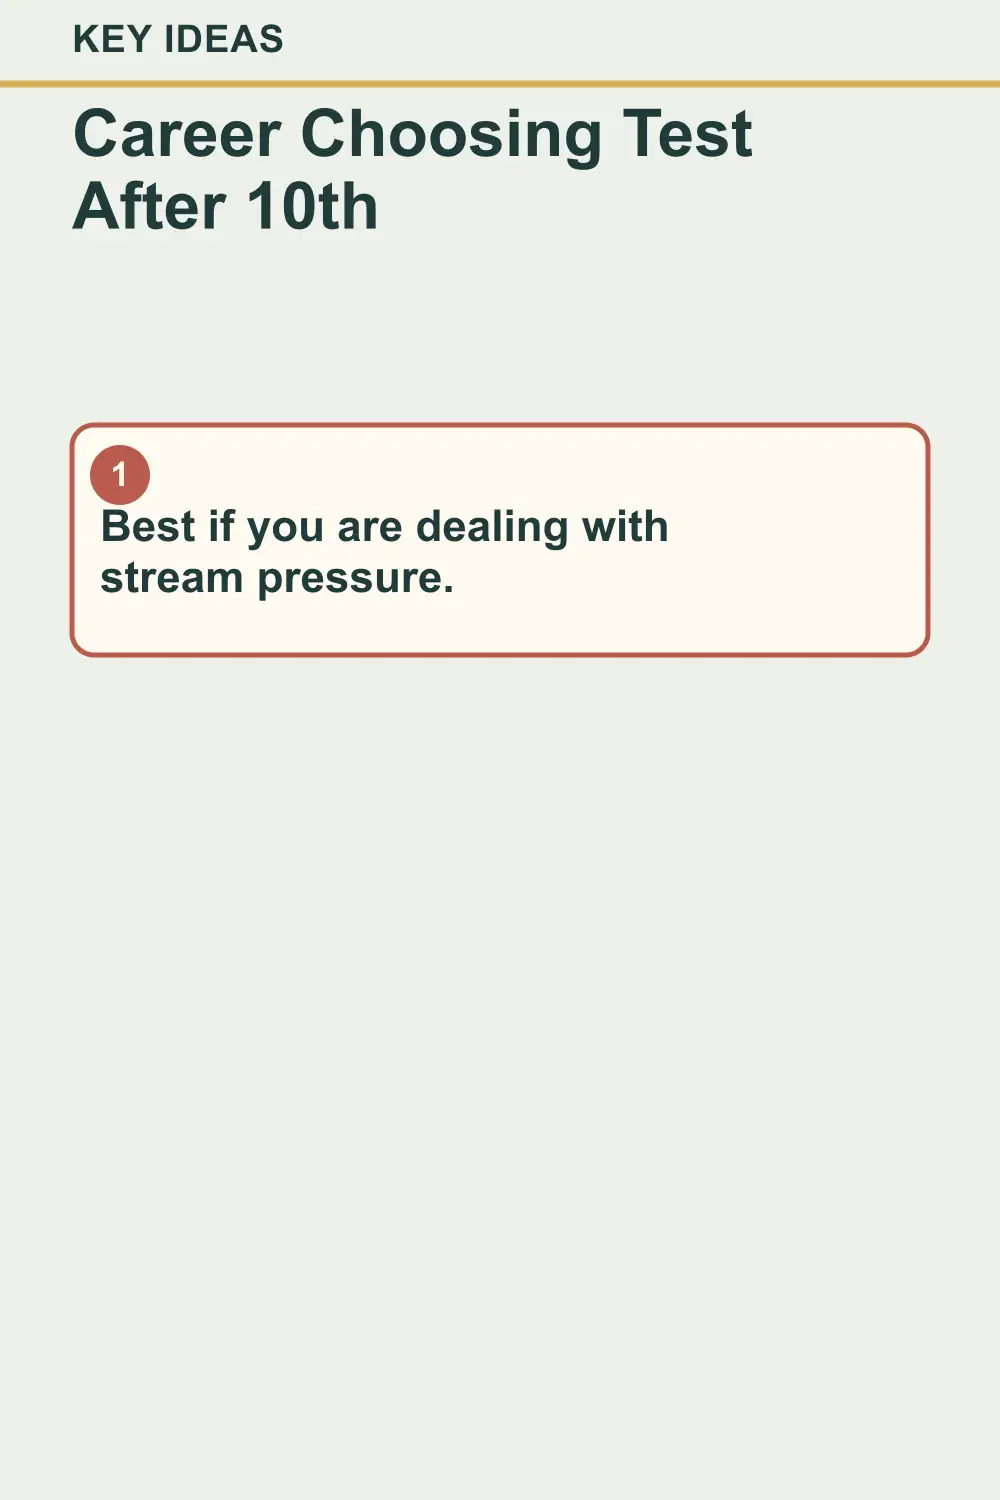 KEY IDEAS
Career Choosing Test
After 10th
1
Best if you are dealing with
stream pressure.